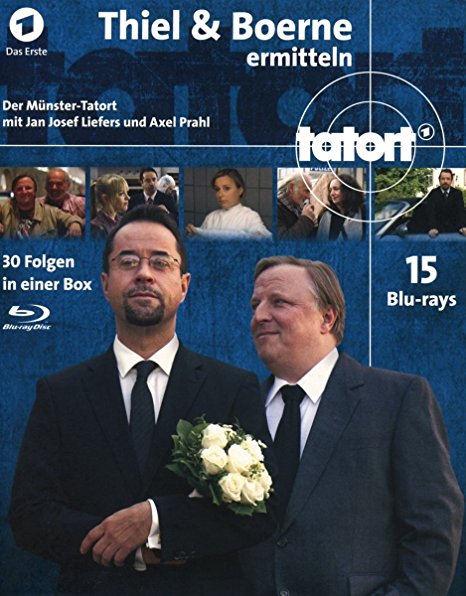 Das Erste
Thiel & Boerne
ermitteln
Der Münster-Tatort
mit Jan Josef Liefers und Axel Prahl
tatort
POLIZEI
30 Folgen
in einer Box
Blu-ray Disc
15
Blu-rays